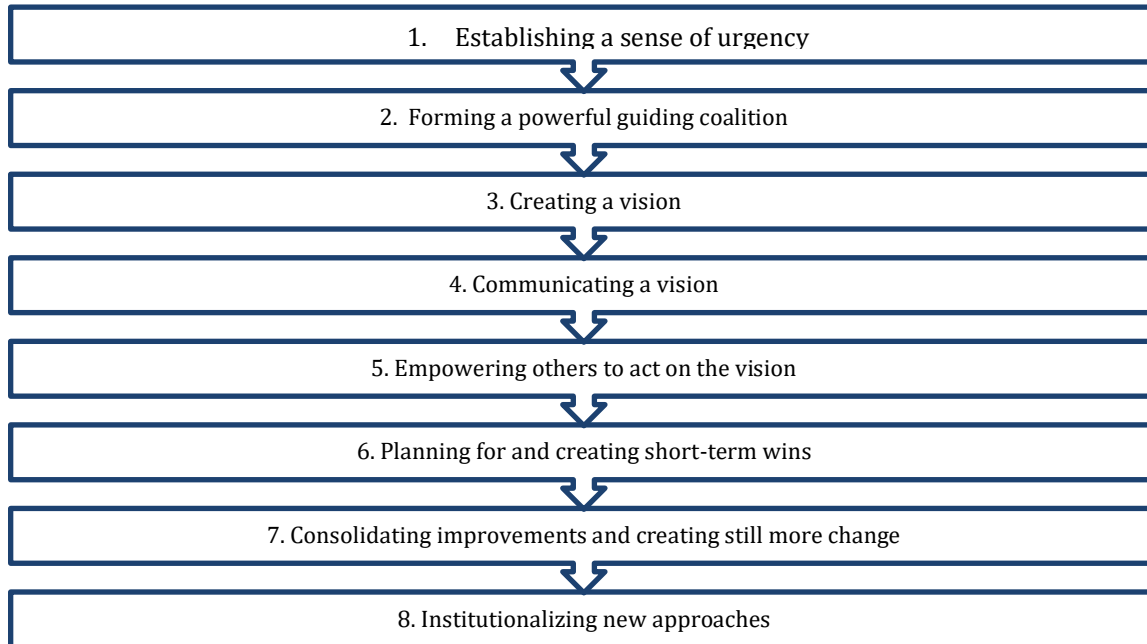 1. Establishing a sense of urgency
2. Forming a powerful guiding coalition
3. Creating a vision
4. Communicating a vision
5. Empowering others to act on the vision
6. Planning for and creating short-term wins
7. Consolidating improvements and creating still more change
8. Institutionalizing new approaches